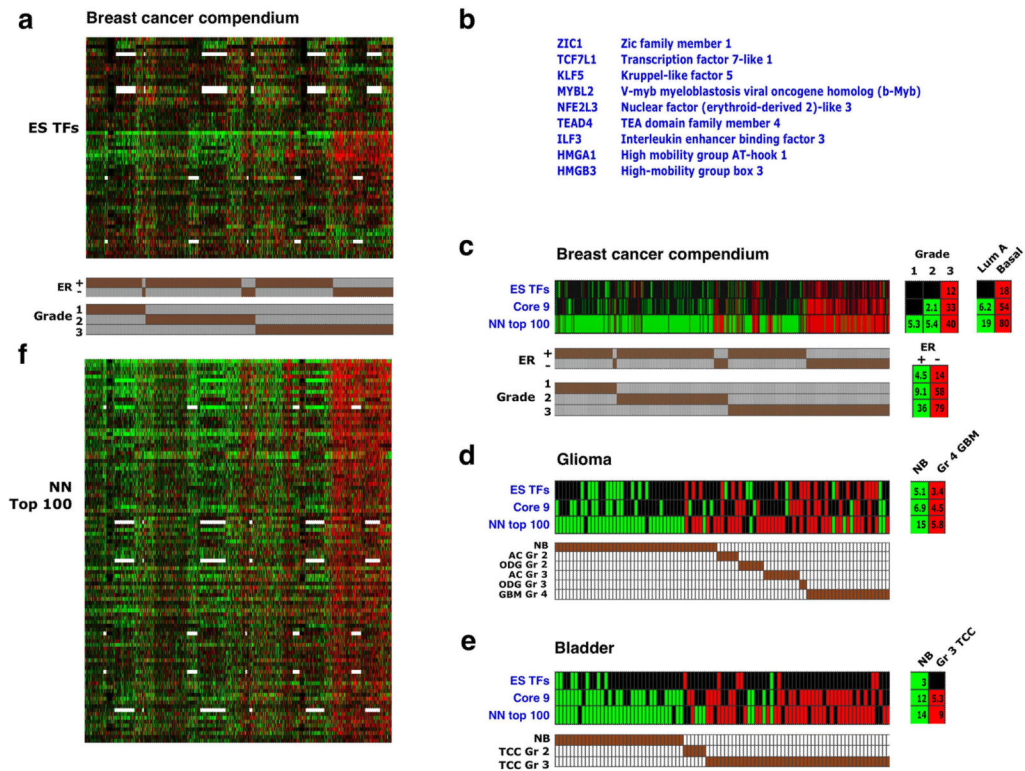 a
Breast cancer compendium
ES TFs
ER
+
-
Grade
1
2
3
f
NN
Top 100
b
ZIC1 Zic family member 1
TCF7L1 Transcription factor 7-like 1
KLF5 Kruppel-like factor 5
MYBL2 V-myb myeloblastosis viral oncogene homolog (b-Myb)
NFE2L3 Nuclear factor (erythroid-derived 2)-like 3
TEAD4 TEA domain family member 4
ILF3 Interleukin enhancer binding factor 3
HMGA1 High mobility group AT-hook 1
HMGB3 High-mobility group box 3
c
Breast cancer compendium
Grade
1 2 3
Lum A
Basal
ES TFs
12
18
Core 9
2.1 33
6.2 54
NN top 100
5.3 5.4 40
19 80
ER
+
-
Grade
1
2
3
ER
+ -
4.5 14
9.1 58
36 79
d
Glioma
NB
Gr 4 GBM
ES TFs
5.1 3.4
Core 9
6.9 4.5
NN top 100
15 5.8
NB
AC Gr 2
ODG Gr 2
AC Gr 3
ODG Gr 3
GBM Gr 4
e
Bladder
NB
Gr 3 TCC
ES TFs
3
Core 9
12 5.3
NN top 100
14 9
NB
TCC Gr 2
TCC Gr 3